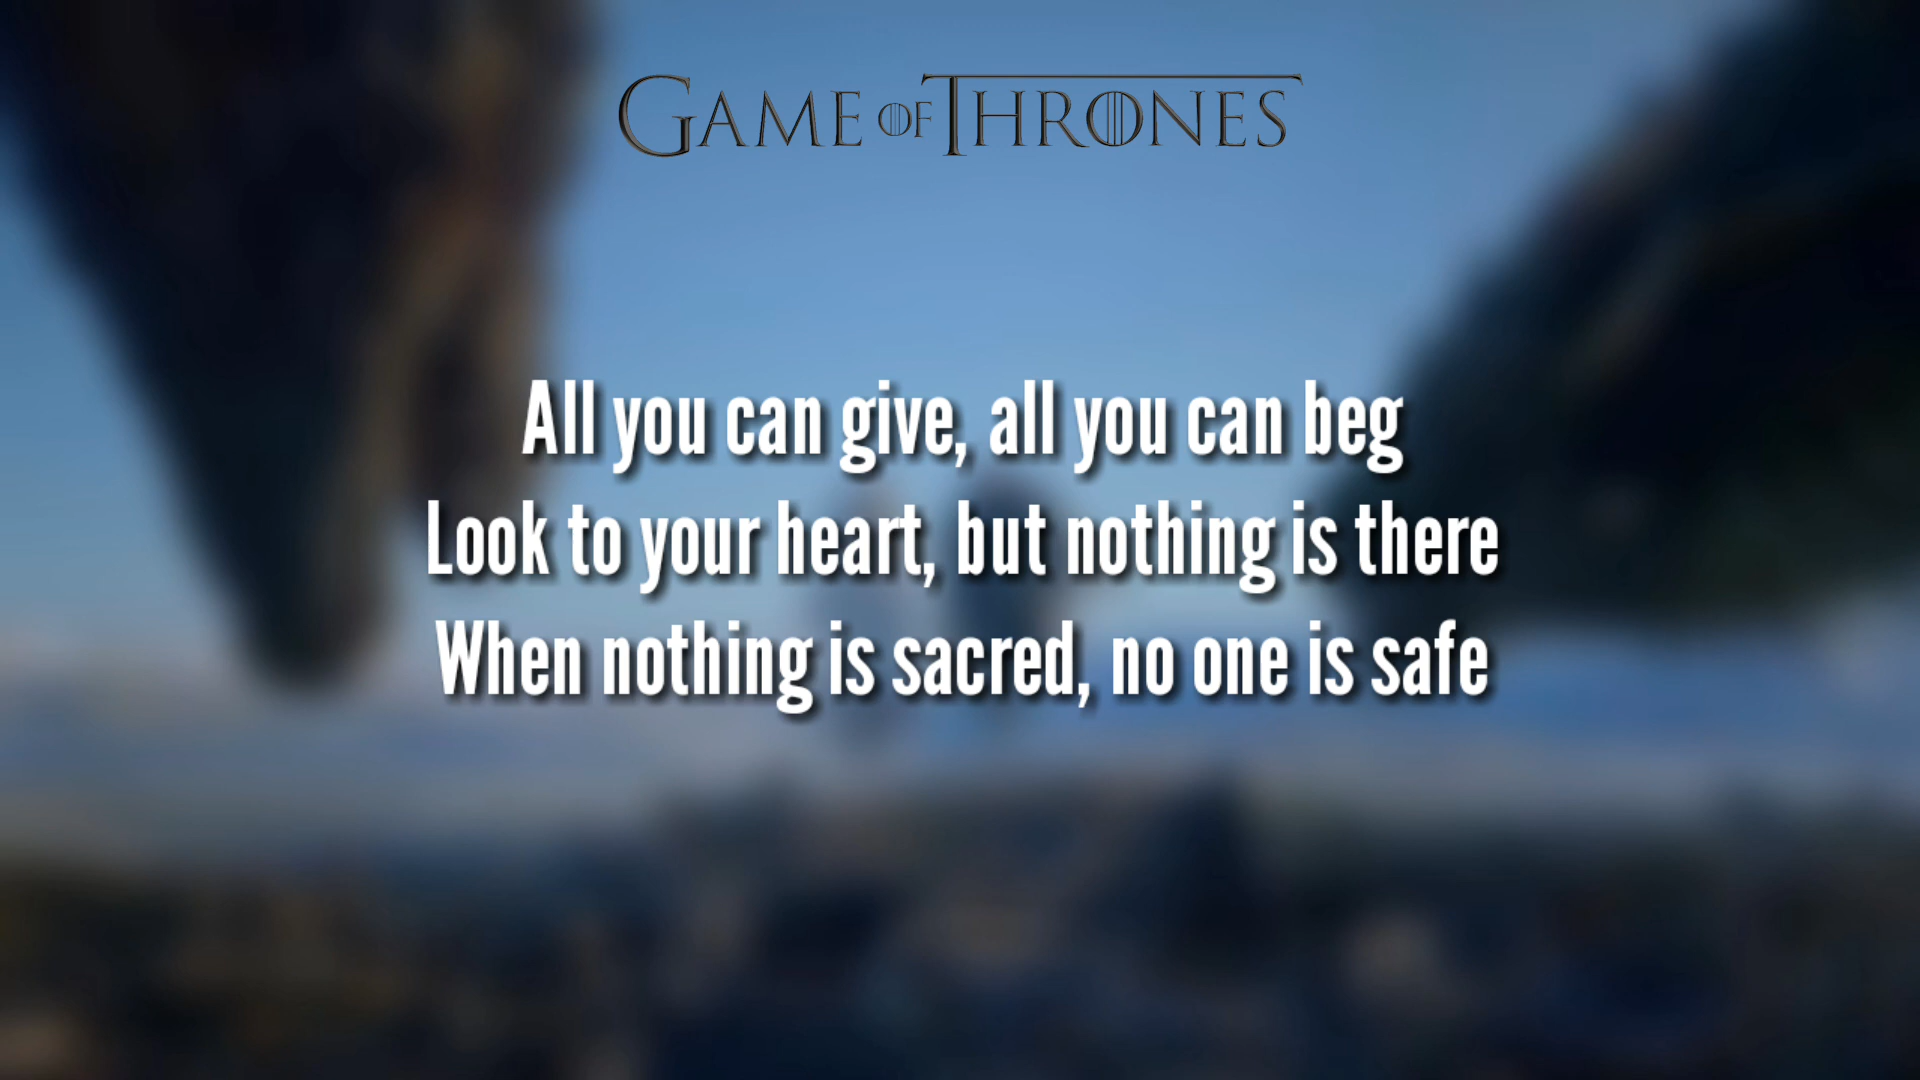 GAME OF THRONES
All you can give, all you can beg
Look to your heart, but nothing is there
When nothing is sacred, no one is safe